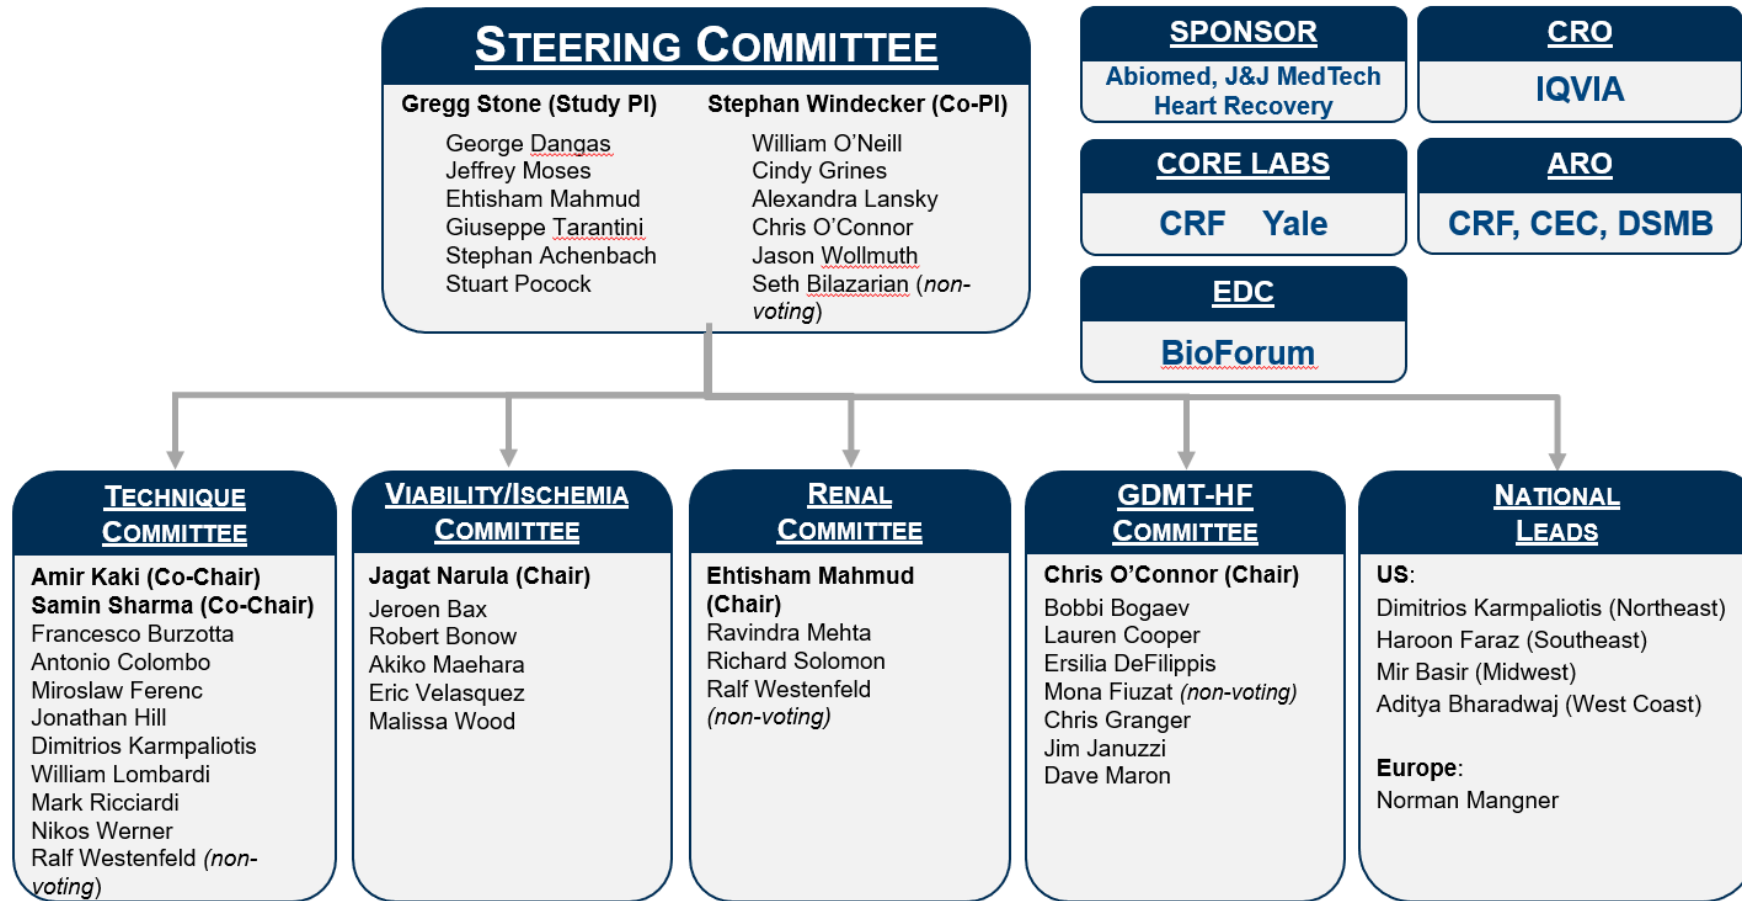 STEERING COMMITTEE
Gregg Stone (Study PI)
George Dangas
Jeffrey Moses
Ehtisham Mahmud
Giuseppe Tarantini
Stephan Achenbach
Stuart Pocock
Stephan Windecker (Co-PI)
William O’Neill
Cindy Grines
Alexandra Lansky
Chris O’Connor
Jason Wollmuth
Seth Bilazarian (non-
voting)
SPONSOR
Abiomed, J&J MedTech
Heart Recovery
CRO
IQVIA
CORE LABS
CRF Yale
ARO
CRF, CEC, DSMB
EDC
BioForum
TECHNIQUE
COMMITTEE
Amir Kaki (Co-Chair)
Samin Sharma (Co-Chair)
Francesco Burzotta
Antonio Colombo
Miroslaw Ferenc
Jonathan Hill
Dimitrios Karmpaliotis
William Lombardi
Mark Ricciardi
Nikos Werner
Ralf Westenfeld (non-
voting)
VIABILITY/ISCHEMIA
COMMITTEE
Jagat Narula (Chair)
Jeroen Bax
Robert Bonow
Akiko Maehara
Eric Velasquez
Malissa Wood
RENAL
COMMITTEE
Ehtisham Mahmud
(Chair)
Ravindra Mehta
Richard Solomon
Ralf Westenfeld
(non-voting)
GDMT-HF
COMMITTEE
Chris O’Connor (Chair)
Bobbi Bogaev
Lauren Cooper
Ersilia DeFilippis
Mona Fiuzat (non-voting)
Chris Granger
Jim Januzzi
Dave Maron
NATIONAL
LEADS
US:
Dimitrios Karmpaliotis (Northeast)
Haroon Faraz (Southeast)
Mir Basir (Midwest)
Aditya Bharadwaj (West Coast)
Europe:
Norman Mangner